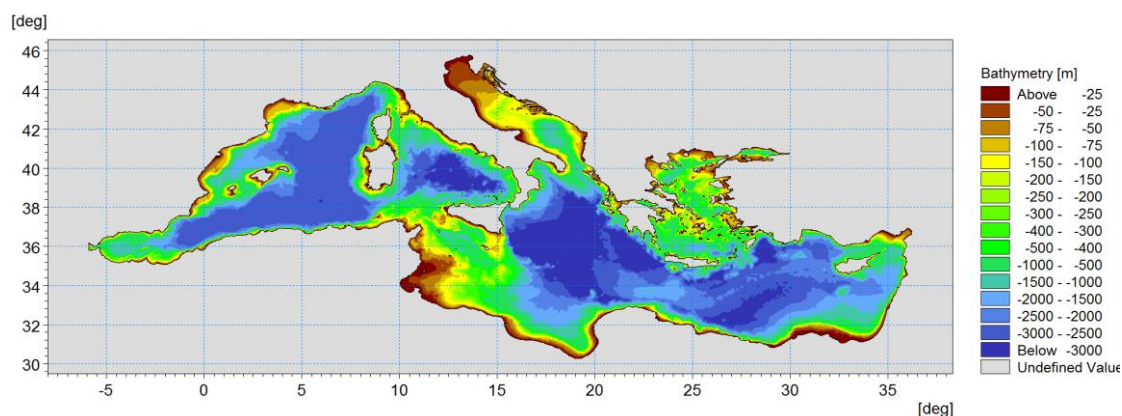 [deg]
46
44
42
40
38
36
34
32
30
-5 0 5 10 15 20 25 30 35
[deg]
Bathymetry [m]
Above -25
-50 - -25
-75 - -50
-100 - -75
-150 - -100
-200 - -150
-250 - -200
-300 - -250
-400 - -300
-500 - -400
-1000 - -500
-1500 - -1000
-2000 - -1500
-2500 - -2000
-3000 - -2500
Below -3000
Undefined Value